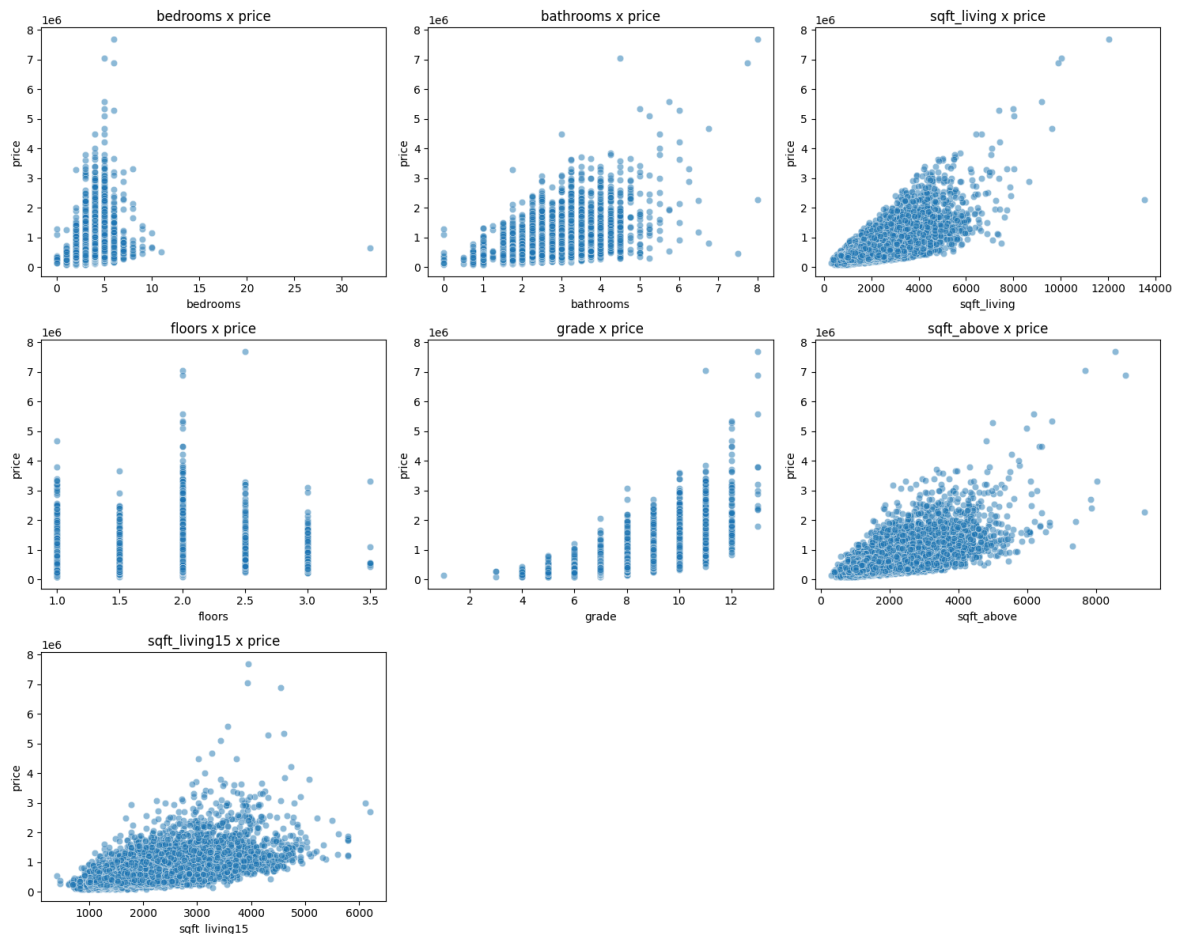 bedrooms x price
1e6
8
7
6
5
4
3
2
1
0
price
0 5 10 15 20 25 30
bedrooms
bathrooms x price
1e6
8
7
6
5
4
3
2
1
0
price
0 1 2 3 4 5 6 7 8
bathrooms
sqft_living x price
1e6
8
7
6
5
4
3
2
1
0
price
0 2000 4000 6000 8000 10000 12000 14000
sqft_living
floors x price
1e6
8
7
6
5
4
3
2
1
0
price
1.0 1.5 2.0 2.5 3.0 3.5
floors
grade x price
1e6
8
7
6
5
4
3
2
1
0
price
2 4 6 8 10 12
grade
sqft_above x price
1e6
8
7
6
5
4
3
2
1
0
price
0 2000 4000 6000 8000
sqft_above
sqft_living15 x price
1e6
8
7
6
5
4
3
2
1
0
price
1000 2000 3000 4000 5000 6000
sqft_living15